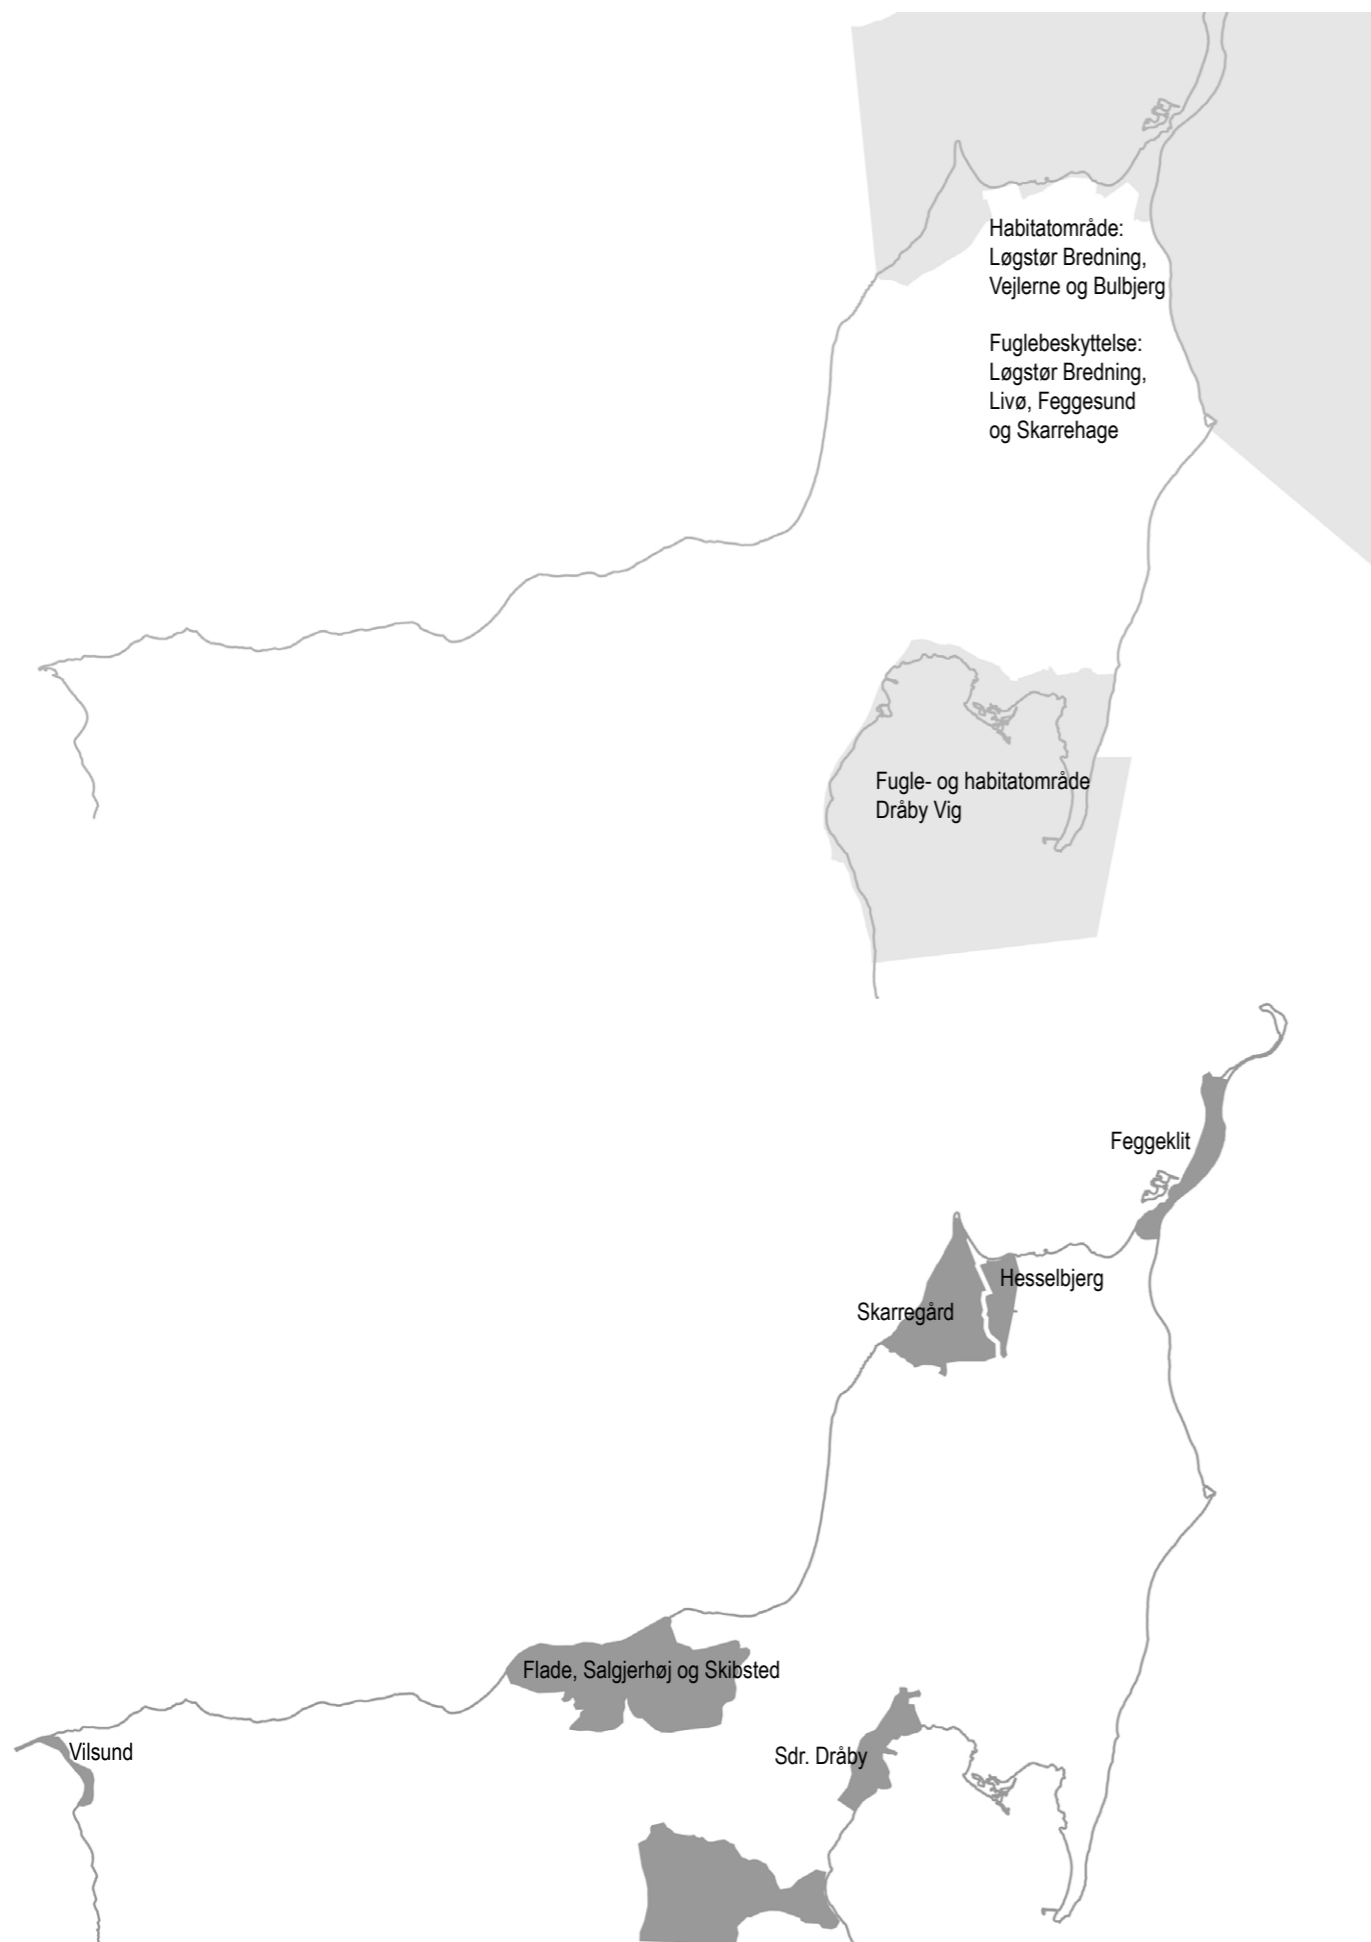 Habitatområde:
Løgstør Bredning,
Vejlerne og Bulbjerg
Fuglebeskyttelse:
Løgstør Bredning,
Livø, Feggesund
og Skarrehage
Fugle- og habitatområde
Dråby Vig
Feggeklit
Hesselbjerg
Skarregård
Flade, Salgjerhøj og Skibsted
Vilsund
Sdr. Dråby